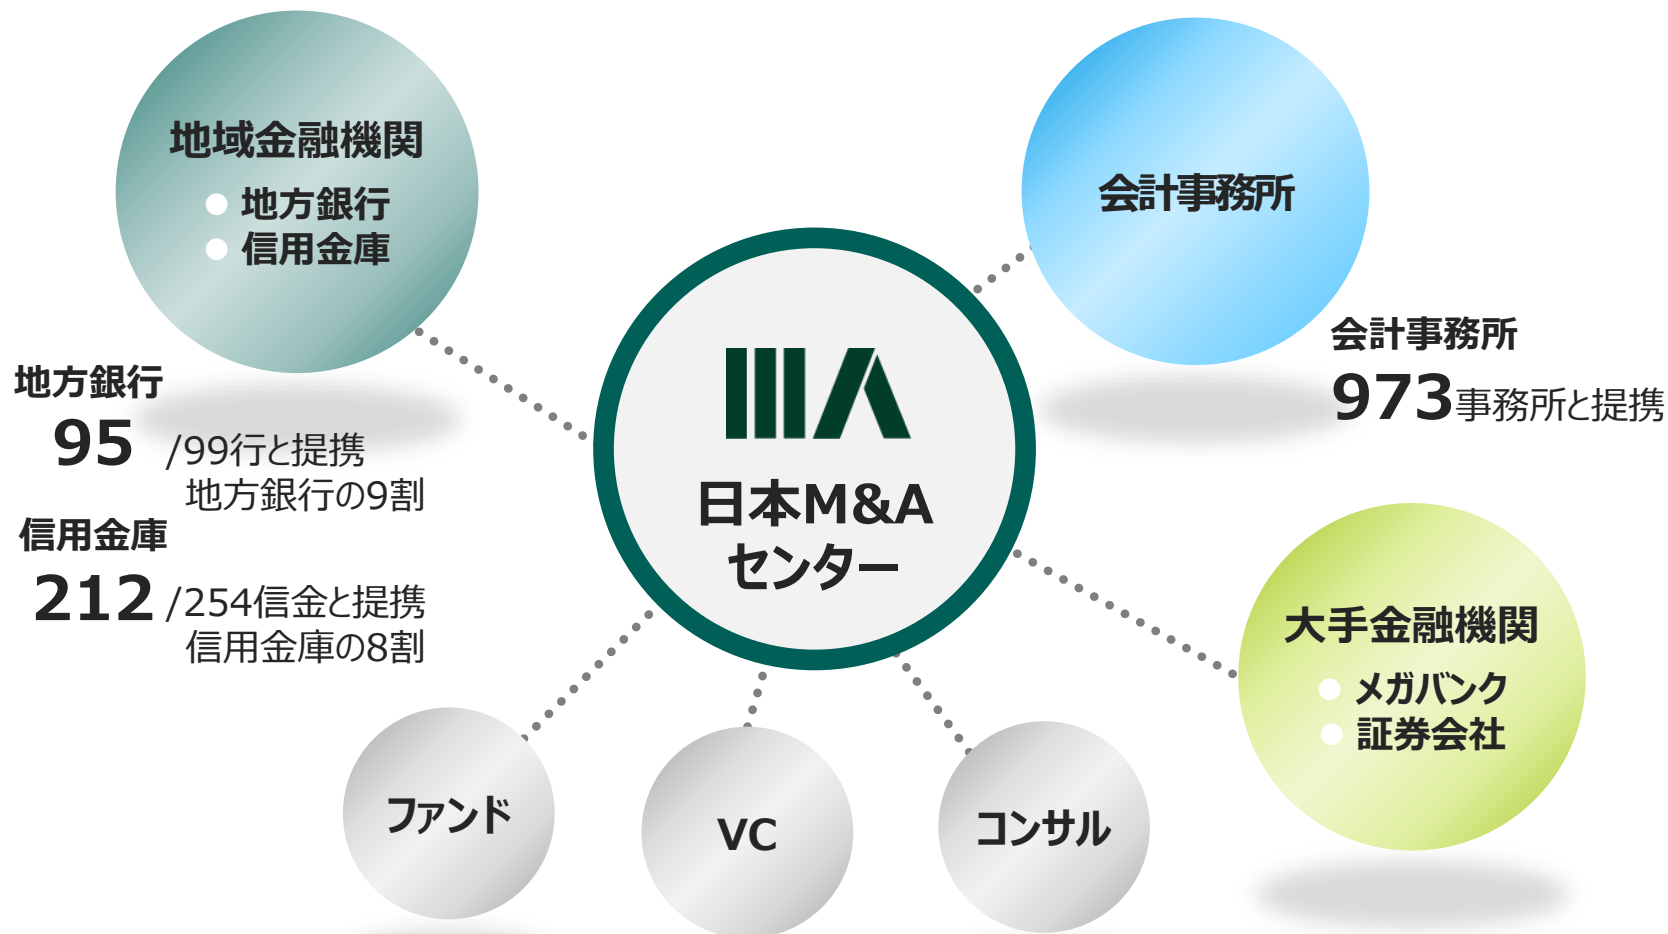 地域金融機関
地方銀行
信用金庫
地方銀行
95 /99行と提携
地方銀行の9割
信用金庫
212 /254信金と提携
信用金庫の8割
会計事務所
会計事務所
973事務所と提携
日本M&A
センター
大手金融機関
メガバンク
証券会社
ファンド
VC
コンサル